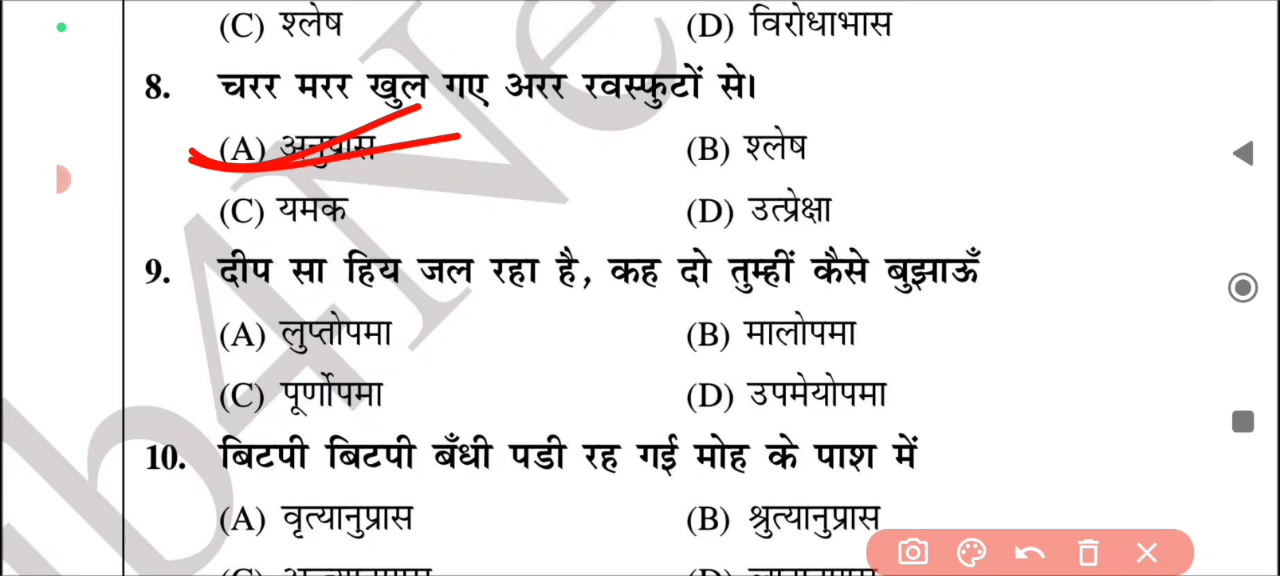 (C) श्लेष (D) विरोधाभास
8. चरर मरर खुल गए अरर रवस्फुटों से।
(A) अनुप्रास (B) श्लेष
(C) यमक (D) उत्प्रेक्षा
9. दीप सा हिय जल रहा है, कह दो तुम्हीं कैसे बुझाऊँ
(A) लुप्तोपमा (B) मालोपमा
(C) पूर्णोपमा (D) उपमेयोपमा
10. बिटपी बिटपी बँधी पडी रह गई मोह के पाश में
(A) वृत्यानुप्रास (B) श्रुत्यानुप्रास
(C) (D)